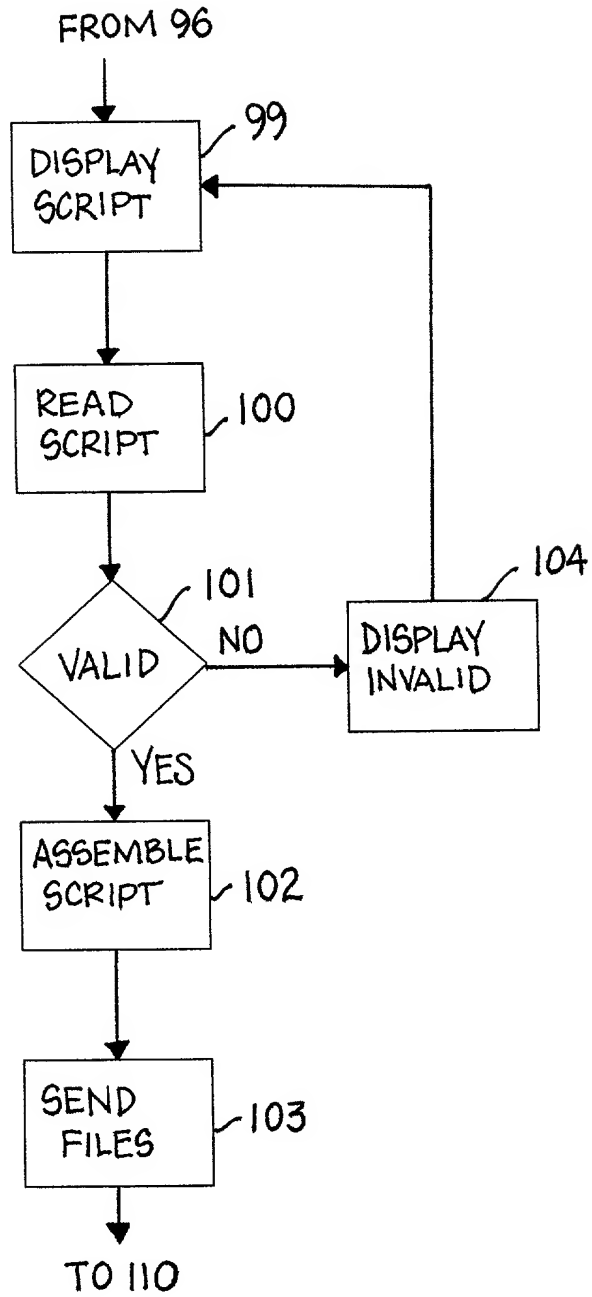 FROM 96
99
DISPLAY
SCRIPT
READ
SCRIPT
100
101
VALID
NO
104
DISPLAY
INVALID
YES
ASSEMBLE
SCRIPT
102
SEND
FILES
103
TO 110